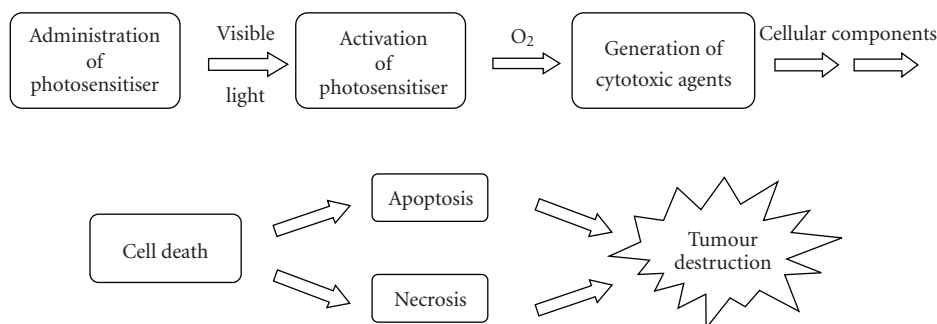 Administration
of
photosensitiser
Visible
light
Activation
of
photosensitiser
O2
Generation of
cytotoxic agents
Cellular components
Cell death
Apoptosis
Necrosis
Tumour
destruction